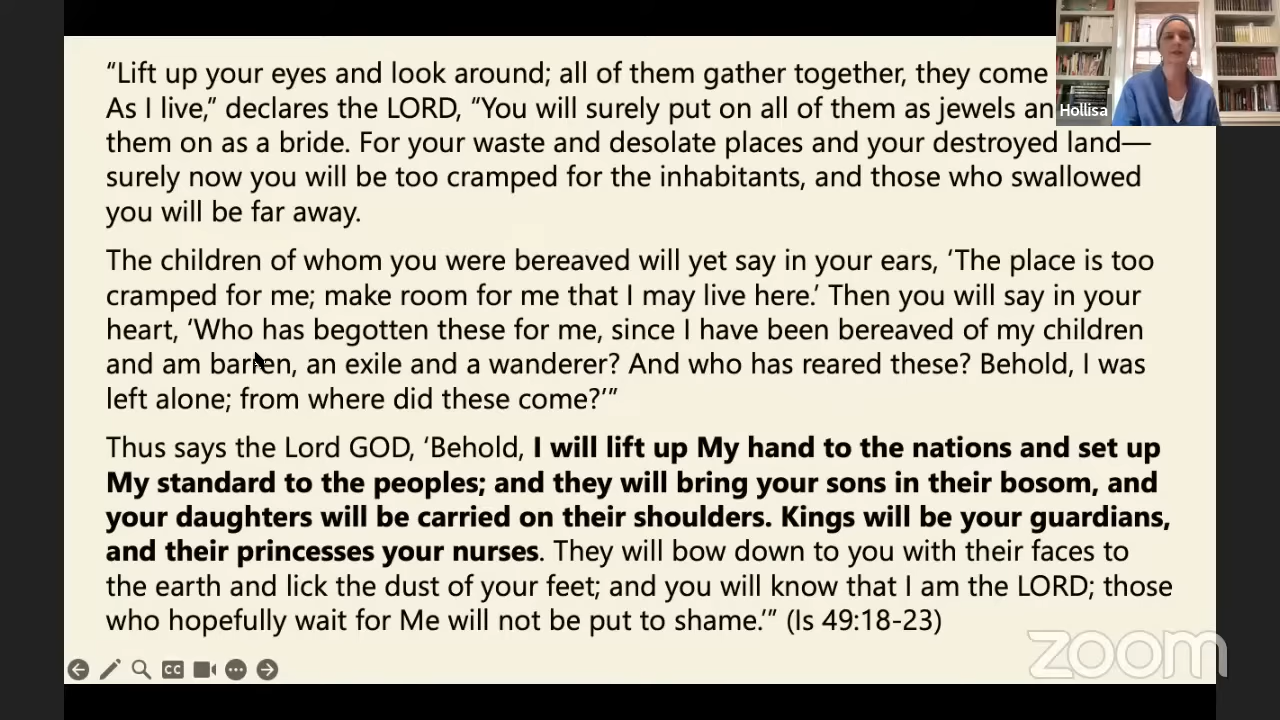 “Lift up your eyes and look around; all of them gather together, they come
As I live,” declares the LORD, “You will surely put on all of them as jewels an
them on as a bride. For your waste and desolate places and your destroyed land—
surely now you will be too cramped for the inhabitants, and those who swallowed
you will be far away.
The children of whom you were bereaved will yet say in your ears, ‘The place is too
cramped for me; make room for me that I may live here.’ Then you will say in your
heart, ‘Who has begotten these for me, since I have been bereaved of my children
and am barren, an exile and a wanderer? And who has reared these? Behold, I was
left alone; from where did these come?’”
Thus says the Lord GOD, ‘Behold, I will lift up My hand to the nations and set up
My standard to the peoples; and they will bring your sons in their bosom, and
your daughters will be carried on their shoulders. Kings will be your guardians,
and their princesses your nurses. They will bow down to you with their faces to
the earth and lick the dust of your feet; and you will know that I am the LORD; those
who hopefully wait for Me will not be put to shame.’” (Is 49:18-23)
Hollisa
CC
zoom